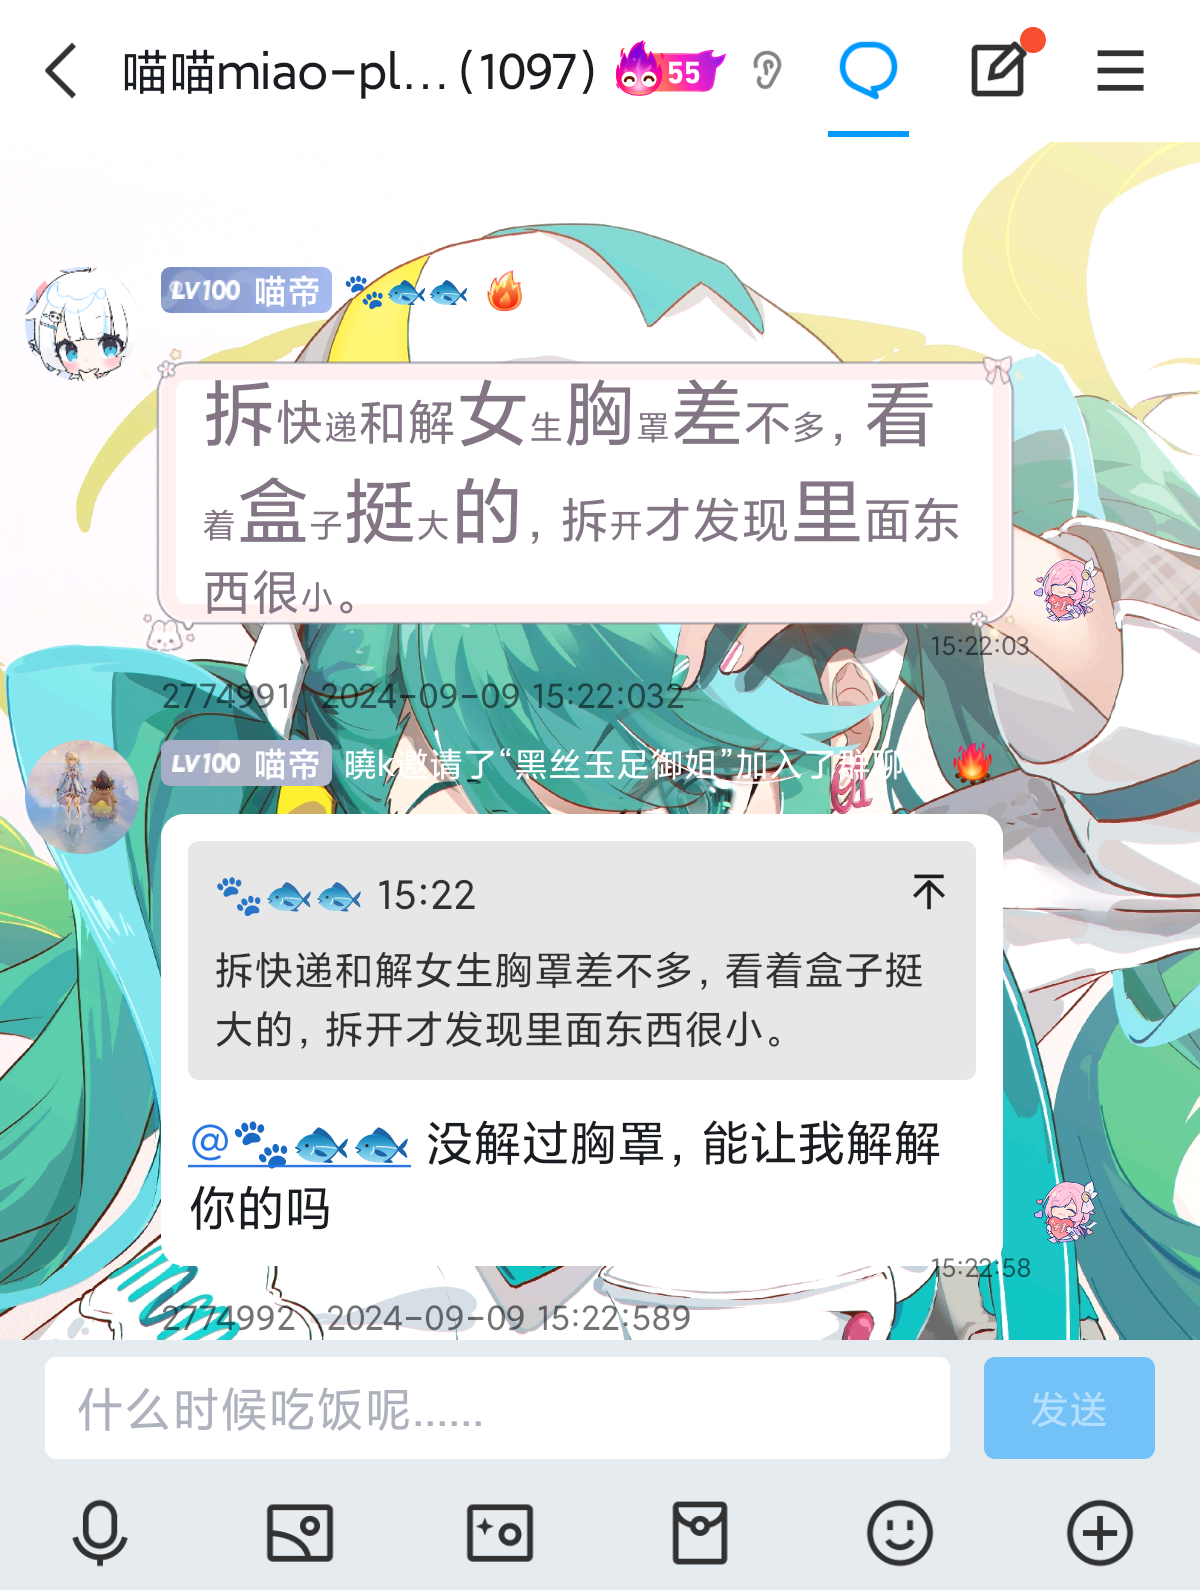 喵喵miao-pl...(1097) 55
LV100 喵帝 🐾🐟🐟 🔥
拆快递和解女生胸罩差不多，看
着盒子挺大的，拆开才发现里面东
西很小。
15:22:03
2774991 2024-09-09 15:22:032
LV100 喵帝 曉k邀请了“黑丝玉足御姐”加入了群聊 🔥
🐾🐟🐟 15:22
拆快递和解女生胸罩差不多，看着盒子挺
大的，拆开才发现里面东西很小。
@🐾🐟🐟 没解过胸罩，能让我解解
你的吗
15:22:58
2774992 2024-09-09 15:22:589
什么时候吃饭呢......
发送